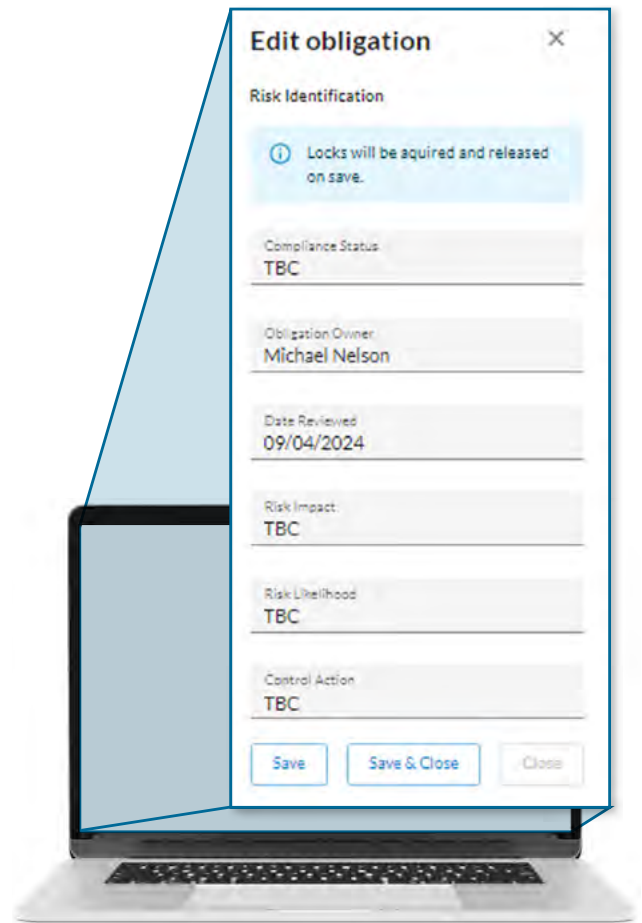 Edit obligation
Risk Identification
Locks will be aquired and released
on save.
Compliance Status
TBC
Obligation Owner
Michael Nelson
Date Reviewed
09/04/2024
Risk Impact
TBC
Risk Likelihood
TBC
Control Action
TBC
Save Save & Close Close